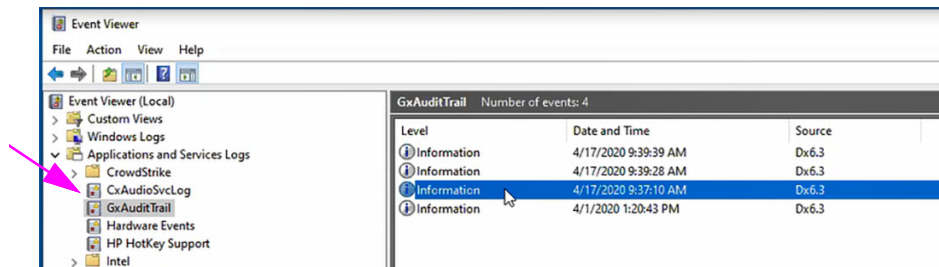 Event Viewer
File Action View Help
Event Viewer (Local)
Custom Views
Windows Logs
Applications and Services Logs
CrowdStrike
CxAudioSvcLog
GxAuditTrail
Hardware Events
HP HotKey Support
Intel
GxAuditTrail Number of events: 4
Level Date and Time Source
Information 4/17/2020 9:39:39 AM Dx6.3
Information 4/17/2020 9:39:28 AM Dx6.3
Information 4/17/2020 9:37:10 AM Dx6.3
Information 4/1/2020 1:20:43 PM Dx6.3